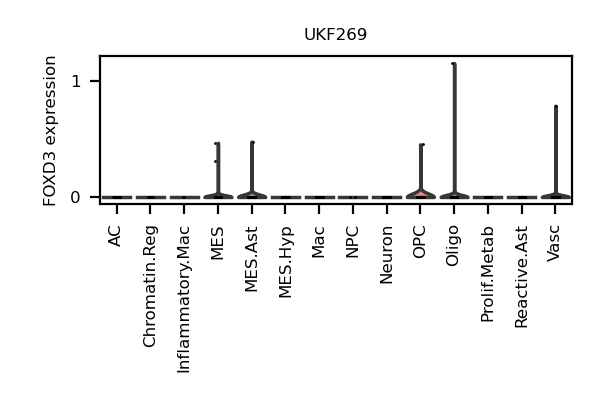 UKF269
FOXD3 expression
1
0
AC
Chromatin.Reg
Inflammatory.Mac
MES
MES.Ast
MES.Hyp
Mac
NPC
Neuron
OPC
Oligo
Prolif.Metab
Reactive.Ast
Vasc